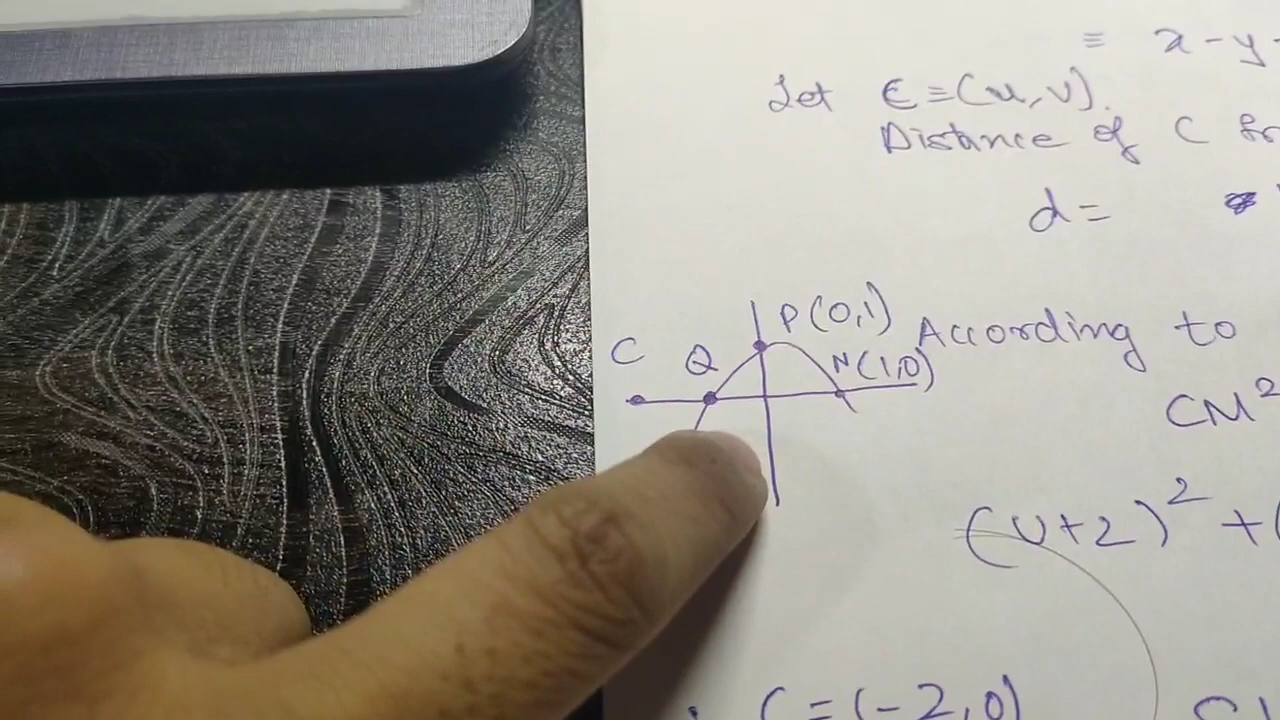 ≡ x-y-
Let C=(u,v).
Distance of C fr
d=
P(0,1)
According to
C
Q
N(1,0)
CM²
(u+2)² + (
C = (-2,0)